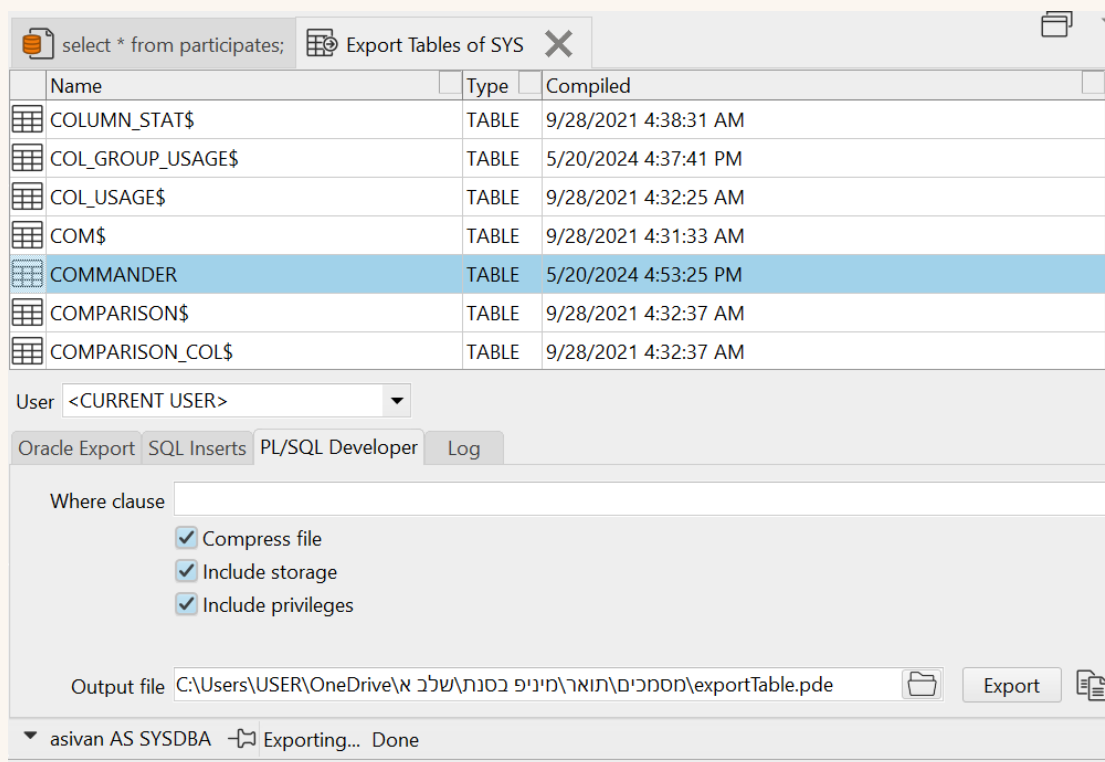 select * from participates; Export Tables of SYS
Name Type Compiled
COLUMN_STAT$ TABLE 9/28/2021 4:38:31 AM
COL_GROUP_USAGE$ TABLE 5/20/2024 4:37:41 PM
COL_USAGE$ TABLE 9/28/2021 4:32:25 AM
COM$ TABLE 9/28/2021 4:31:33 AM
COMMANDER TABLE 5/20/2024 4:53:25 PM
COMPARISON$ TABLE 9/28/2021 4:32:37 AM
COMPARISON_COL$ TABLE 9/28/2021 4:32:37 AM
User <CURRENT USER>
Oracle Export SQL Inserts PL/SQL Developer Log
Where clause
Compress file
Include storage
Include privileges
Output file C:\Users\USER\OneDrive\מסמכים\תואר\מיניפ בסנת\שלב א\exportTable.pde Export
asivan AS SYSDBA Exporting... Done